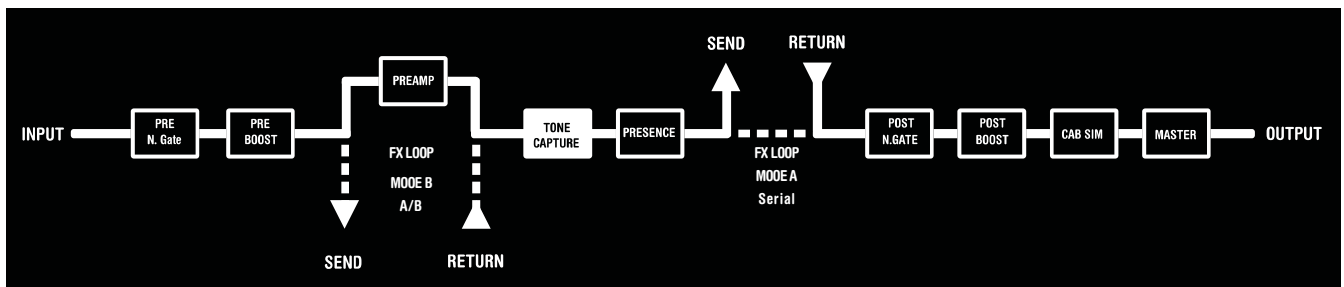 INPUT
PRE
N. Gate
PRE
BOOST
PREAMP
FX LOOP
MOOE B
A/B
SEND
RETURN
TONE
CAPTURE
PRESENCE
SEND
RETURN
FX LOOP
MOOE A
Serial
POST
N.GATE
POST
BOOST
CAB SIM
MASTER
OUTPUT